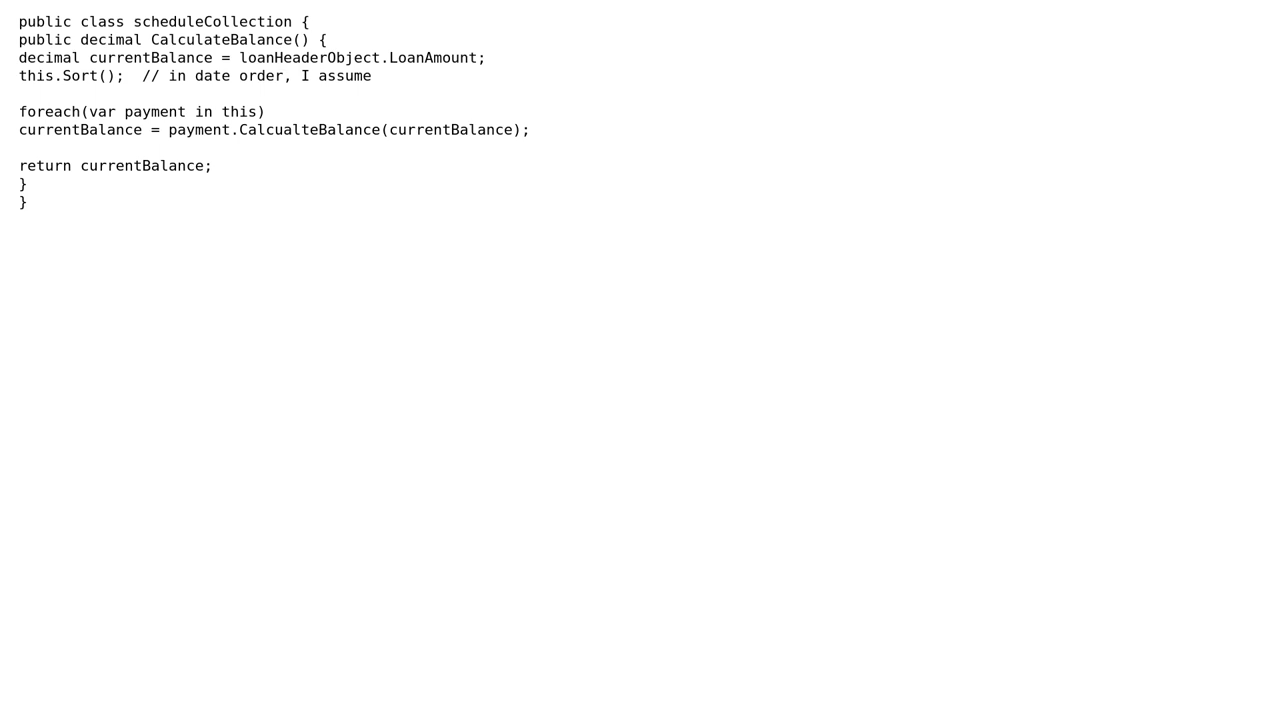 public class scheduleCollection {
public decimal CalculateBalance() {
decimal currentBalance = loanHeaderObject.LoanAmount;
this.Sort();  // in date order, I assume

foreach(var payment in this)
currentBalance = payment.CalcualteBalance(currentBalance);

return currentBalance;
}
}